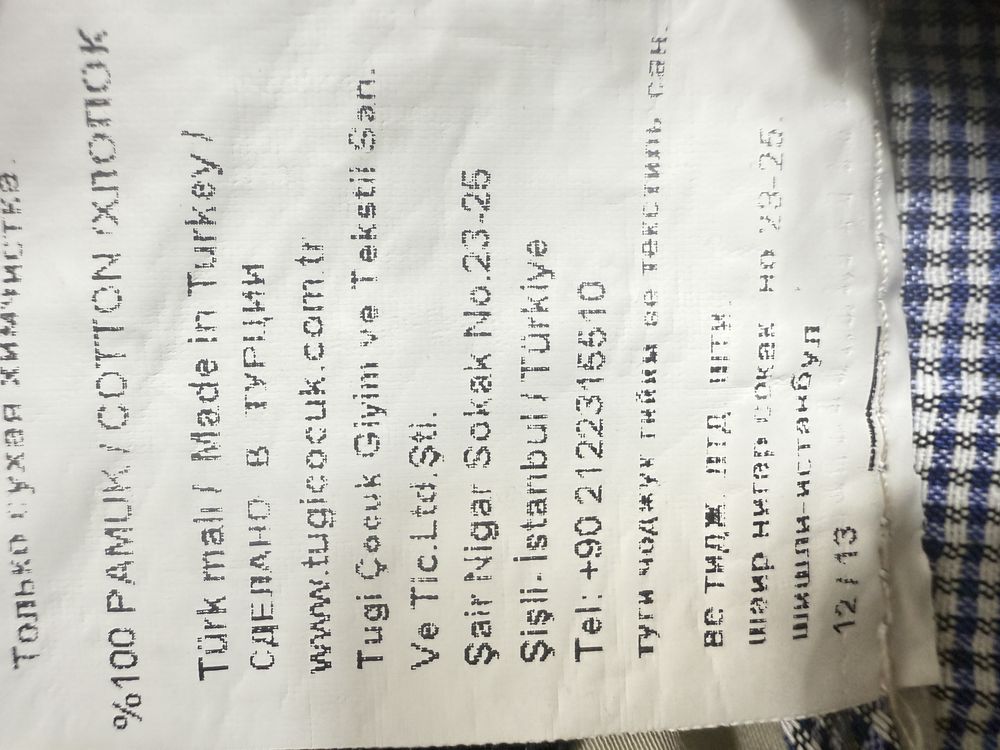 Только сухая химчистка.
%100 PAMUK / COTTON /ХЛОПОК
Türk malı / Made in Turkey /
СДЕЛАНО В ТУРЦИИ
www.tugicocuk.com.tr
Tugi Çocuk Giyim ve Tekstil San.
Ve Tic.Ltd.Şti.
Şair Nigar Sokak No.23-25
Şişli- İstanbul / Türkiye
Tel: +90 2122315510
туги чоджук гийим ве текстиль сан.
ве тидж лтд шти.
шаир нигар сокак но 23-25.
шишли-истанбул
12 / 13